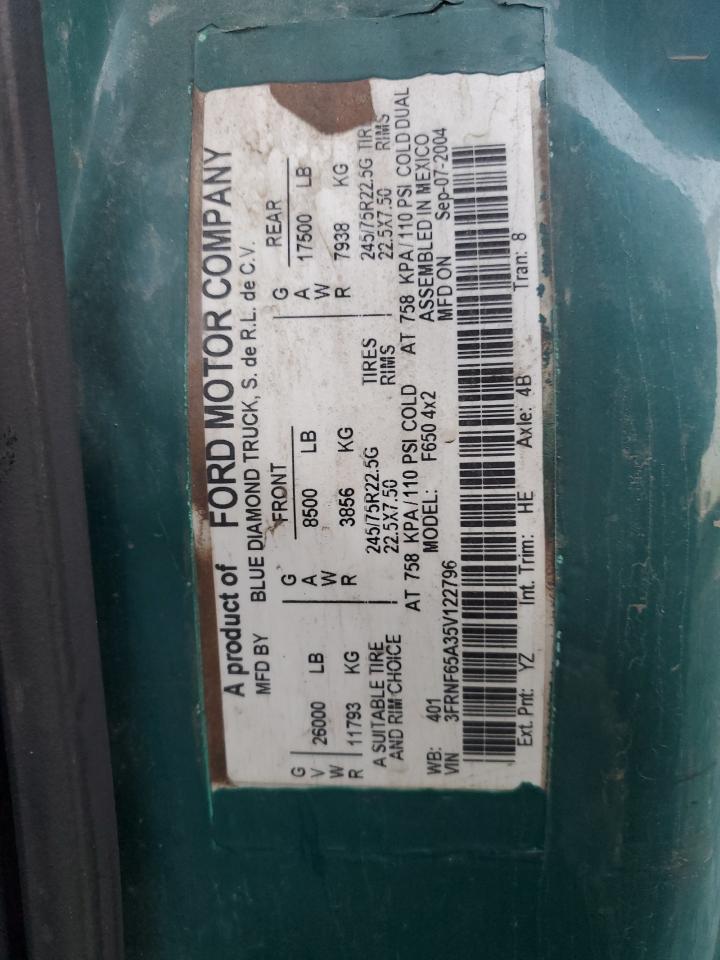 A product of FORD MOTOR COMPANY
MFD BY BLUE DIAMOND TRUCK, S. de R.L. de C.V.
FRONT REAR
G G G
V 26000 LB A 8500 LB A 17500 LB
W W W
R 11793 KG R 3856 KG R 7938 KG
A SUITABLE TIRE 245/75R22.5G TIRES 245/75R22.5G TIR
AND RIM CHOICE 22.5X7.50 RIMS 22.5X7.50 RIMS
AT 758 KPA/110 PSI COLD AT 758 KPA/110 PSI COLD DUAL
MODEL: F650 4x2 ASSEMBLED IN MEXICO
WB: 401 MFD ON Sep-07-2004
VIN 3FRNF65A35V122796
Ext. Pnt: YZ Int. Trim: HE Axle: 4B Tran: 8